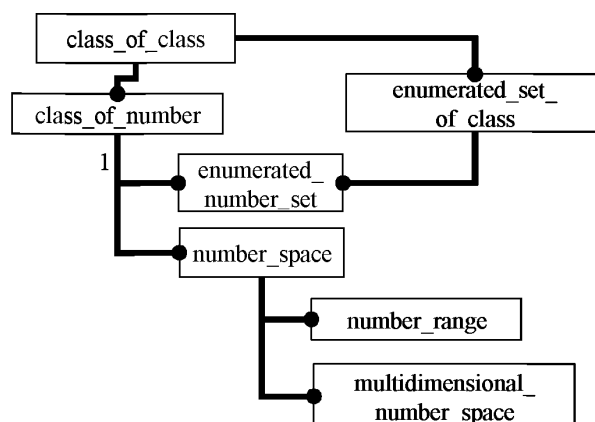 class_of_class
class_of_number
enumerated_set_
of_class
1
enumerated_
number_set
number_space
number_range
multidimensional_
number_space